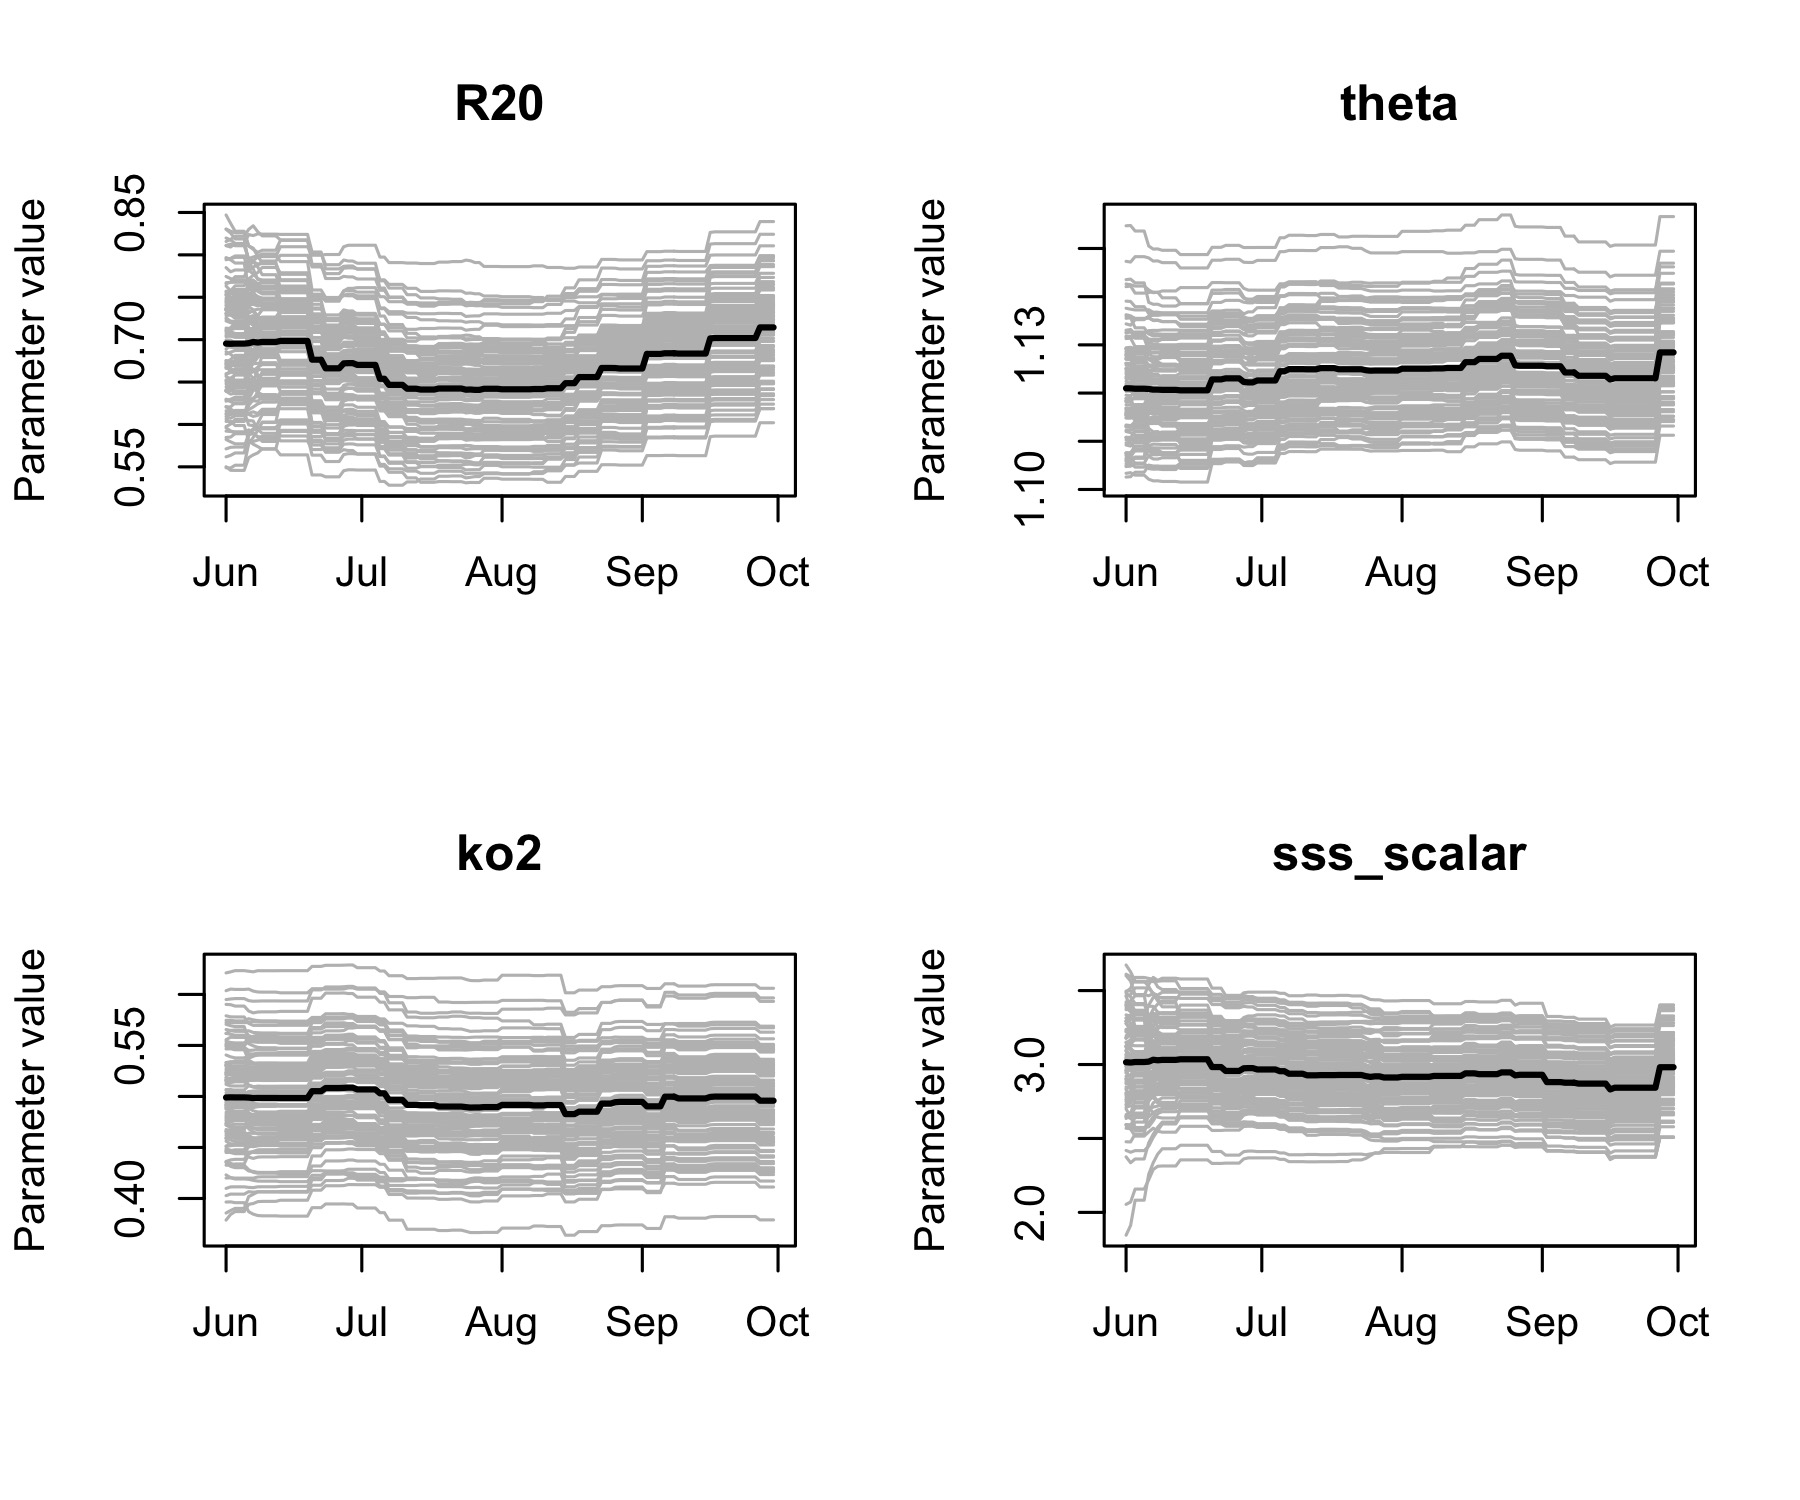 R20
Parameter value
0.85
0.70
0.55
Jun Jul Aug Sep Oct
theta
Parameter value
1.13
1.10
Jun Jul Aug Sep Oct
ko2
Parameter value
0.55
0.40
Jun Jul Aug Sep Oct
sss_scalar
Parameter value
3.0
2.0
Jun Jul Aug Sep Oct